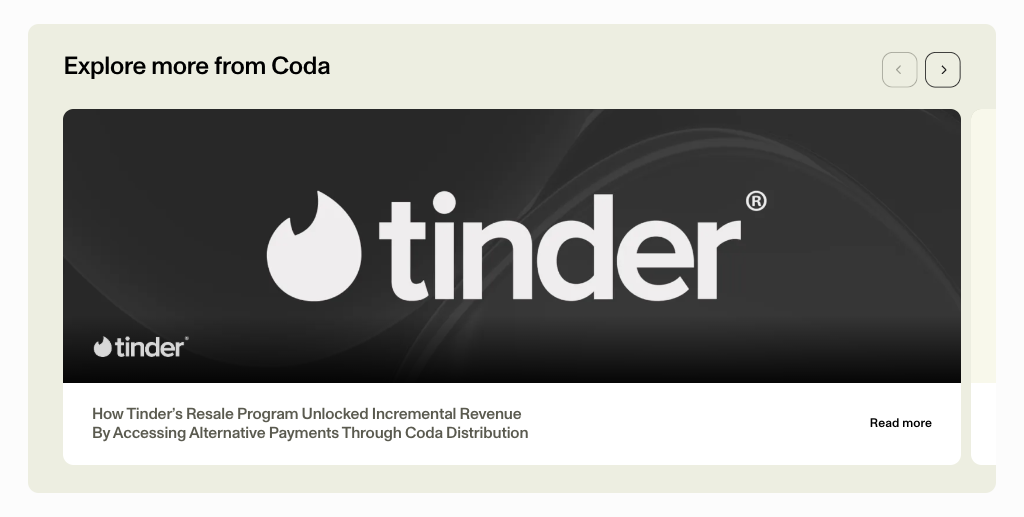 Explore more from Coda
tinder®
tinder®
How Tinder's Resale Program Unlocked Incremental Revenue
By Accessing Alternative Payments Through Coda Distribution
Read more